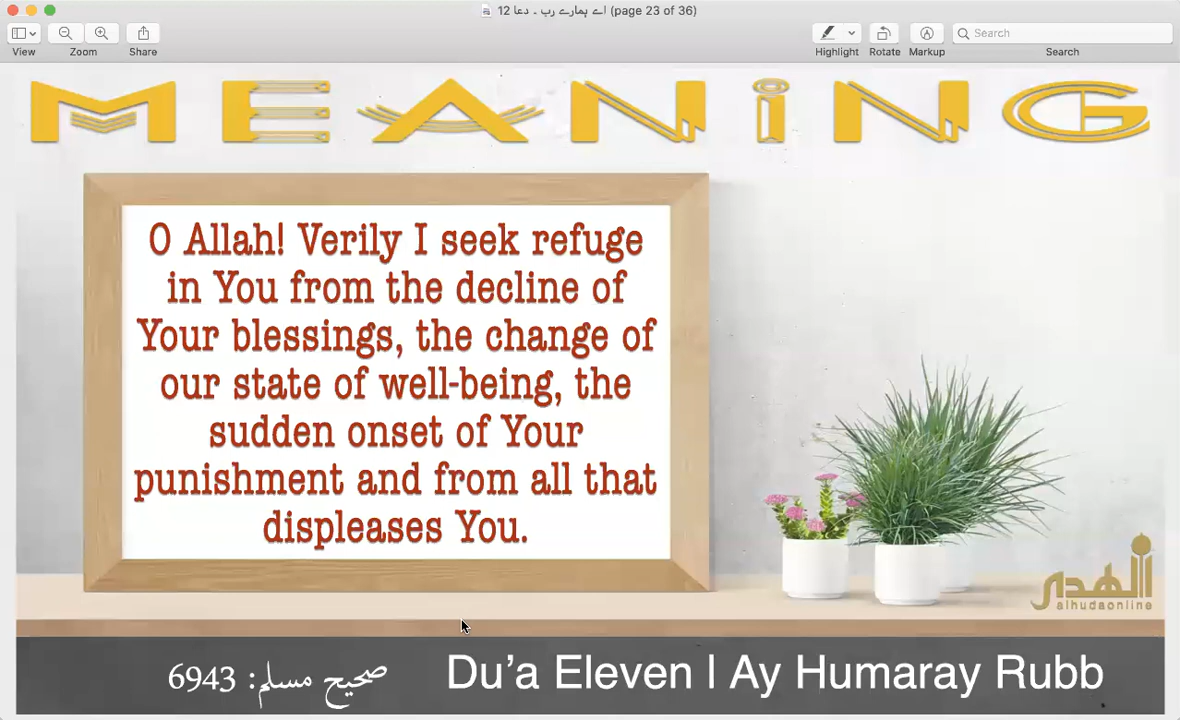 اے ہمارے رب ـ دعا 12 (page 23 of 36)
View Zoom Share Highlight Rotate Markup Search
Search
MEANiNG
O Allah! Verily I seek refuge
in You from the decline of
Your blessings, the change of
our state of well-being, the
sudden onset of Your
punishment and from all that
displeases You.
الهدى
alhudaonline
صحيح مسلم: 6943
Du’a Eleven | Ay Humaray Rubb